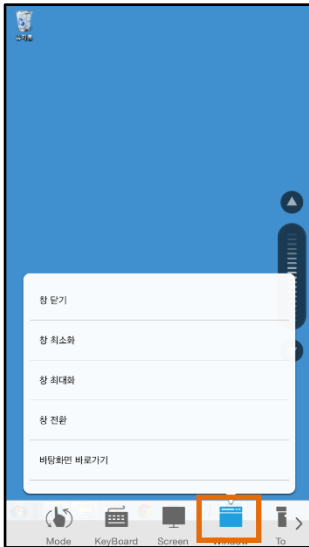 휴지통
창 닫기
창 최소화
창 최대화
창 전환
바탕화면 바로가기
Mode KeyBoard Screen Window To